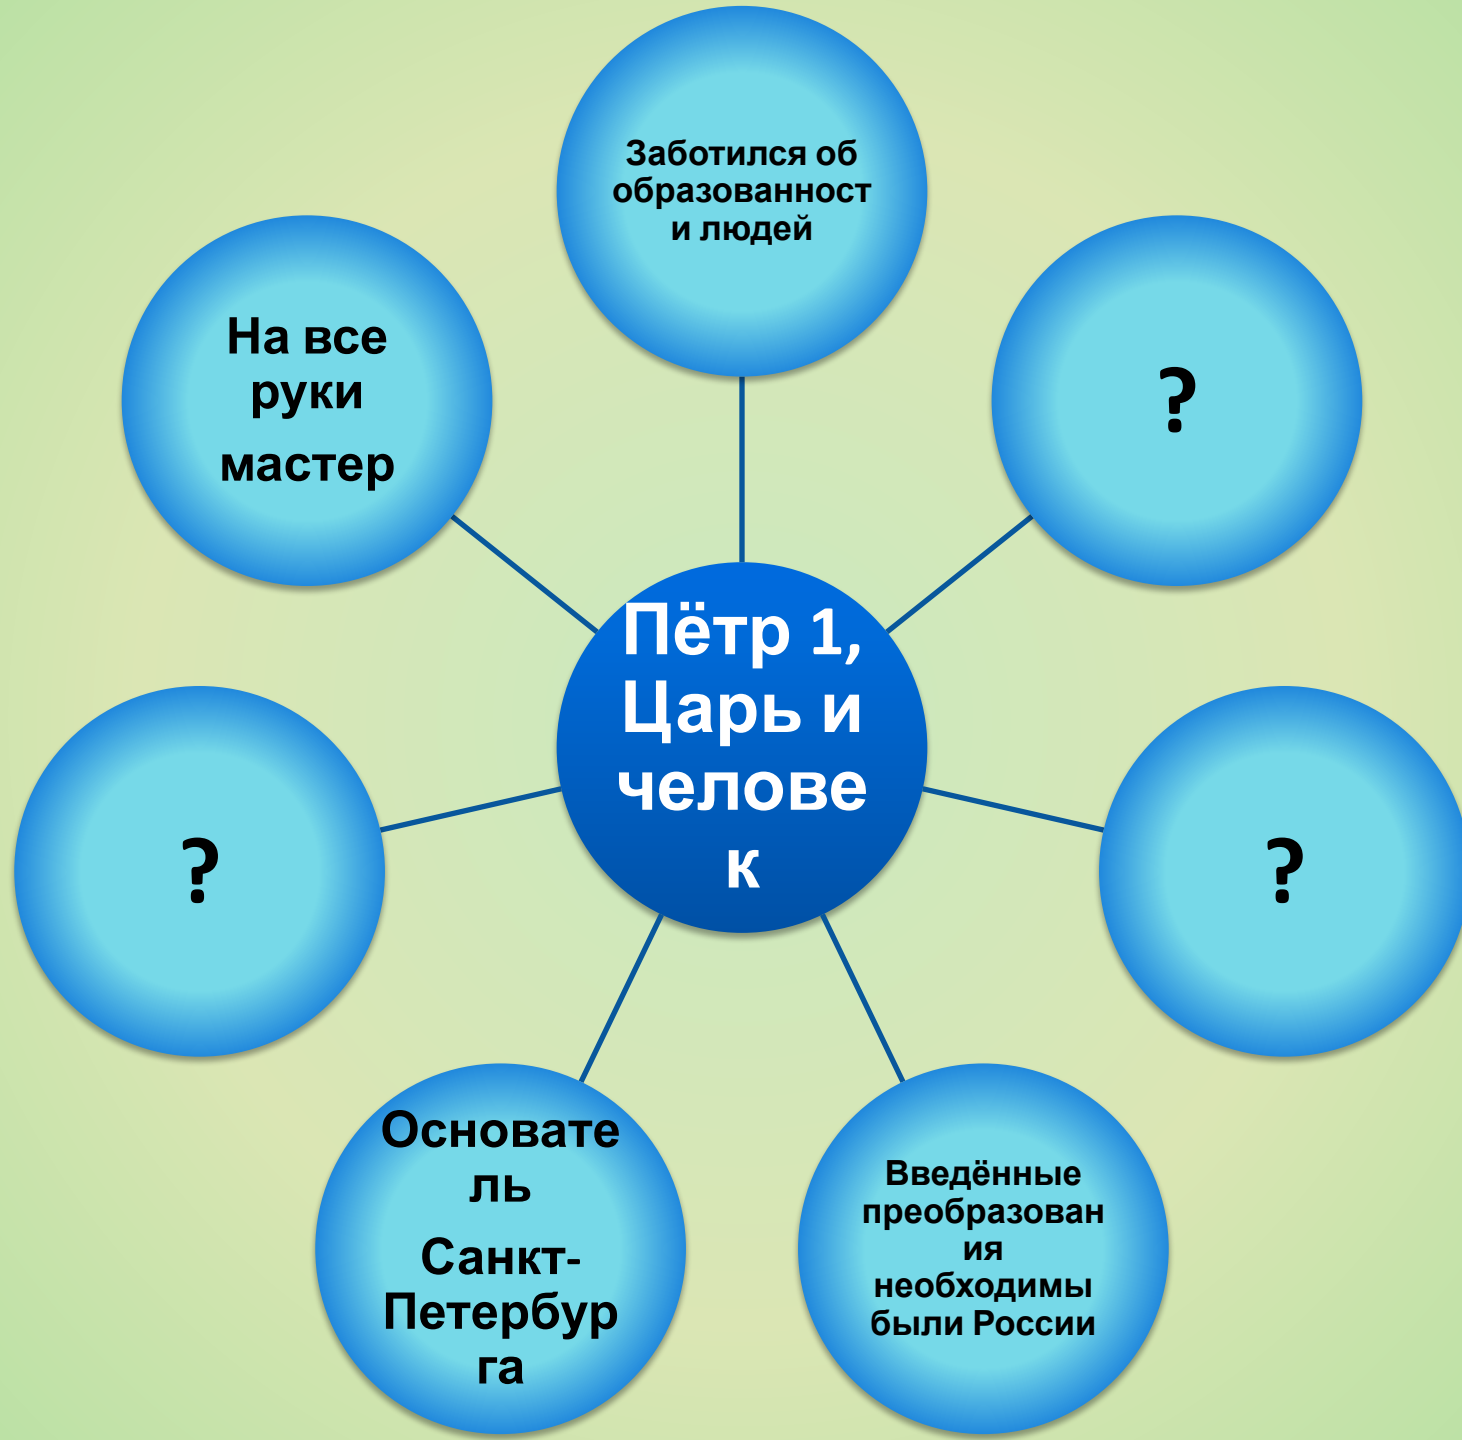 Заботился об
образованност
и людей
На все
руки
мастер
?
Пётр 1,
Царь и
челове
к
?
?
Основате
ль
Санкт-
Петербур
га
Введённые
преобразован
ия
необходимы
были России